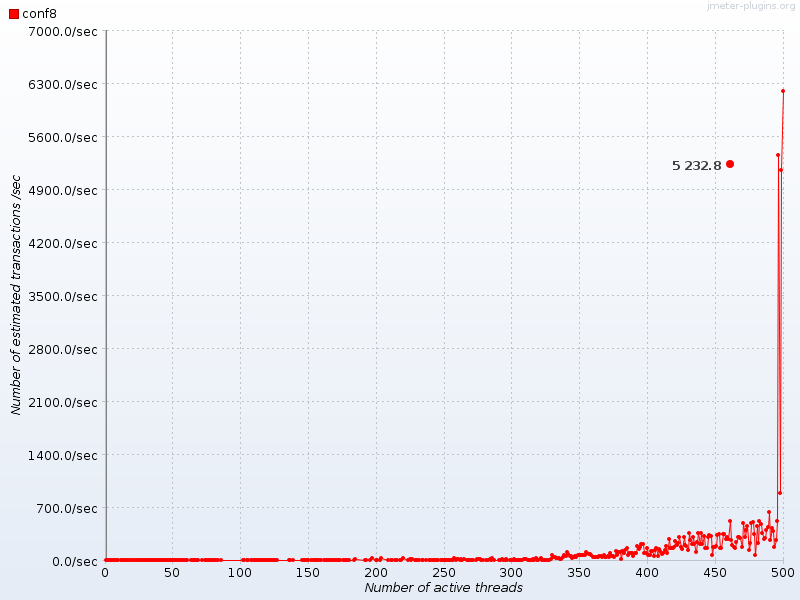 jmeter-plugins.org
conf8
7000.0/sec
6300.0/sec
5600.0/sec
4900.0/sec
4200.0/sec
3500.0/sec
2800.0/sec
2100.0/sec
1400.0/sec
700.0/sec
0.0/sec
Number of estimated transactions /sec
5 232.8
0 50 100 150 200 250 300 350 400 450 500
Number of active threads